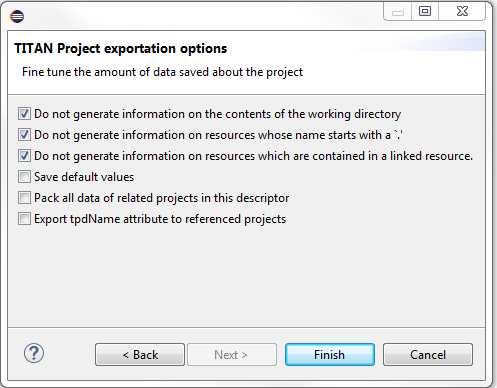 TITAN Project exportation options
Fine tune the amount of data saved about the project
Do not generate information on the contents of the working directory
Do not generate information on resources whose name starts with a `.'
Do not generate information on resources which are contained in a linked resource.
Save default values
Pack all data of related projects in this descriptor
Export tpdName attribute to referenced projects
?
< Back
Next >
Finish
Cancel